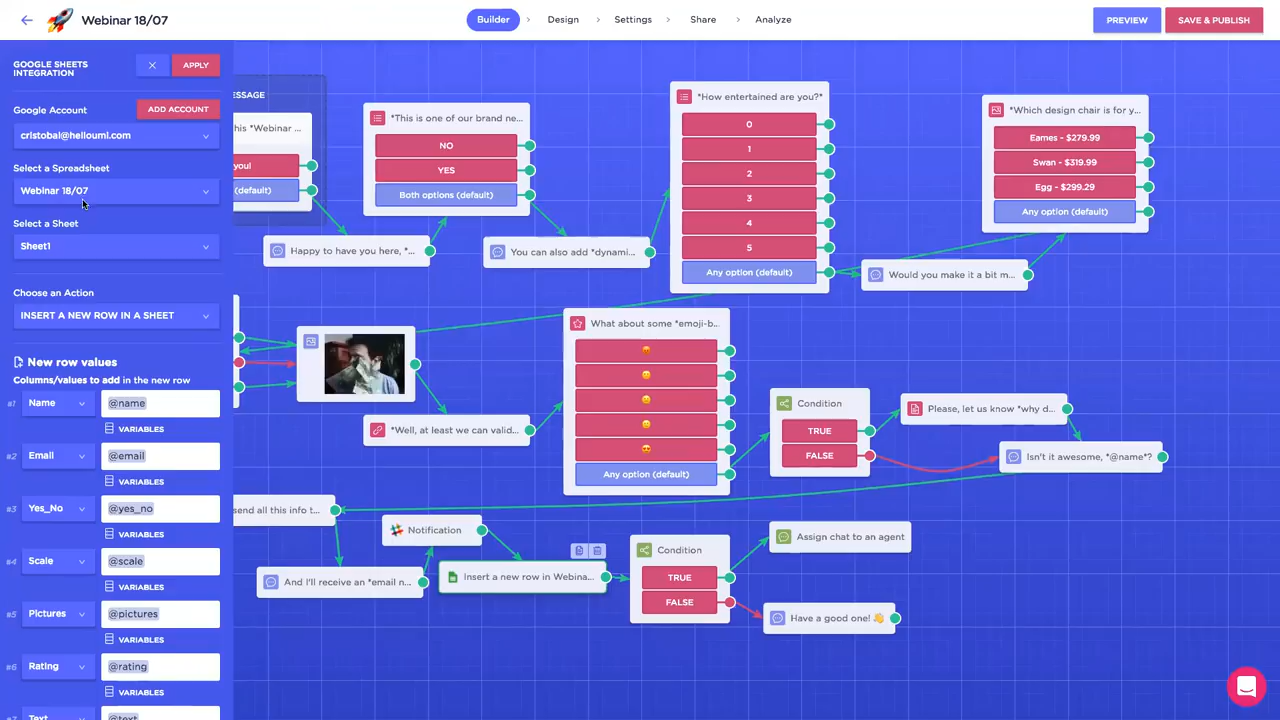 Webinar 18/07
Builder
Design
Settings
Share
Analyze
PREVIEW
SAVE & PUBLISH
GOOGLE SHEETS
INTEGRATION
APPLY
Google Account
ADD ACCOUNT
cristobal@helloumi.com
Select a Spreadsheet
Webinar 18/07
Select a Sheet
Sheet1
Choose an Action
INSERT A NEW ROW IN A SHEET
New row values
Columns/values to add in the new row
#1 Name @name
VARIABLES
#2 Email @email
VARIABLES
#3 Yes_No @yes_no
VARIABLES
#4 Scale @scale
VARIABLES
#5 Pictures @pictures
VARIABLES
#6 Rating @rating
VARIABLES
Text @text
ESSAGE
his *Webinar ...
you!
(default)
*This is one of our brand ne...
NO
YES
Both options (default)
Happy to have you here, *...
You can also add *dynami...
*How entertained are you?*
0
1
2
3
4
5
Any option (default)
Would you make it a bit m...
*Which design chair is for y...
Eames - $279.99
Swan - $319.99
Egg - $299.29
Any option (default)
*Well, at least we can valid...
What about some *emoji-b...
Any option (default)
Condition
TRUE
FALSE
Please, let us know *why d...
Isn't it awesome, *@name*?
send all this info t...
And I'll receive an *email n...
Notification
Insert a new row in Webina...
Condition
TRUE
FALSE
Assign chat to an agent
Have a good one! 👋